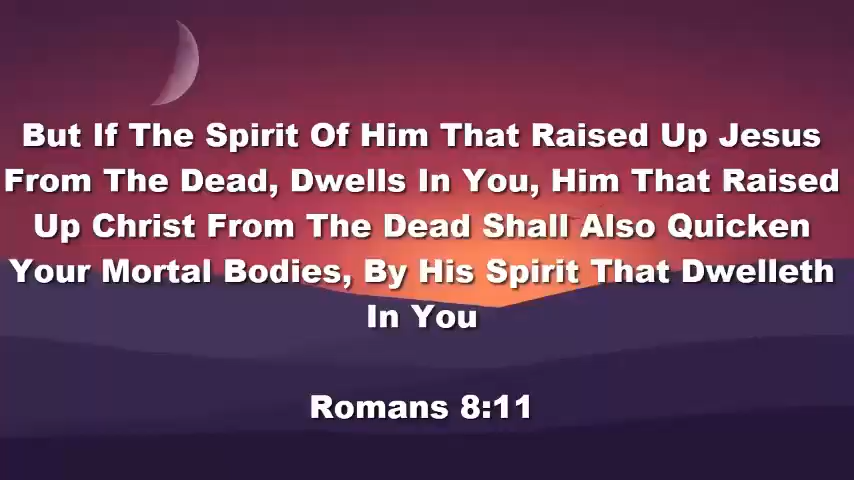 But If The Spirit Of Him That Raised Up Jesus
From The Dead, Dwells In You, Him That Raised
Up Christ From The Dead Shall Also Quicken
Your Mortal Bodies, By His Spirit That Dwelleth
In You
Romans 8:11